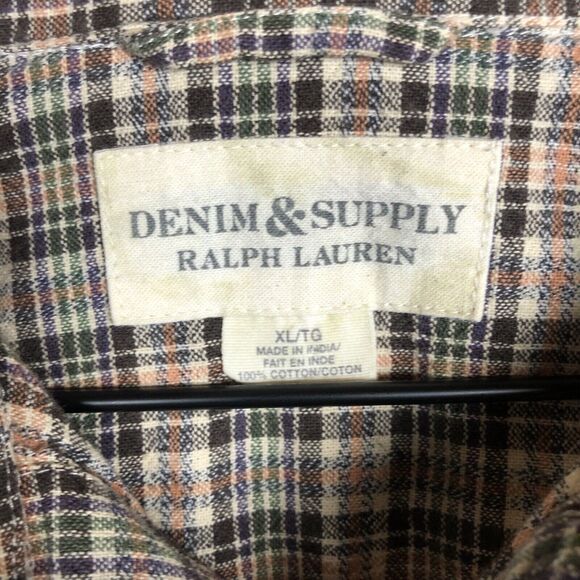 DENIM & SUPPLY
RALPH LAUREN
XL/TG
MADE IN INDIA/
FAIT EN INDE
100% COTTON/COTON